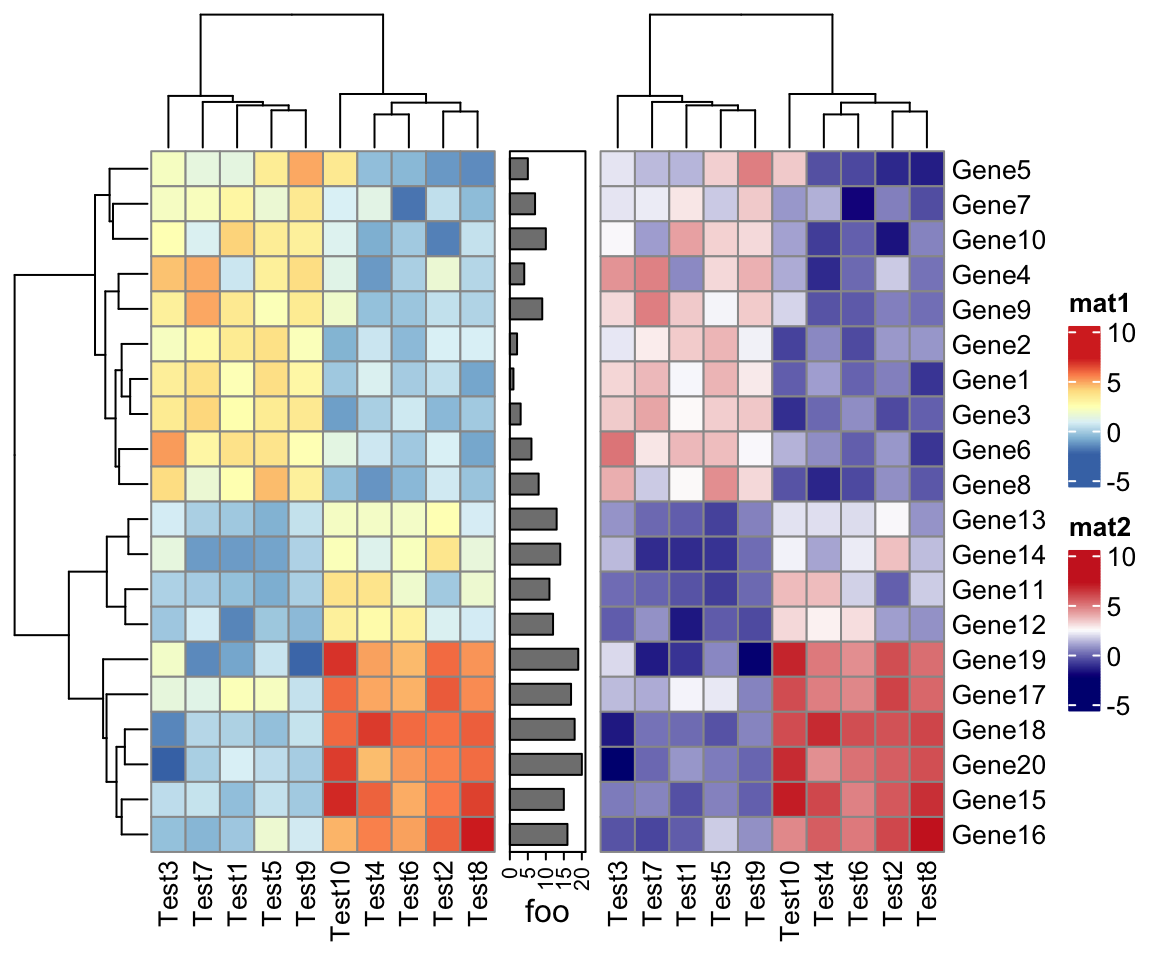 Gene5
Gene7
Gene10
Gene4
Gene9
Gene2
Gene1
Gene3
Gene6
Gene8
Gene13
Gene14
Gene11
Gene12
Gene19
Gene17
Gene18
Gene20
Gene15
Gene16
Test3
Test7
Test1
Test5
Test9
Test10
Test4
Test6
Test2
Test8
0
5
10
15
20
foo
Test3
Test7
Test1
Test5
Test9
Test10
Test4
Test6
Test2
Test8
mat1
10
5
0
-5
mat2
10
5
0
-5